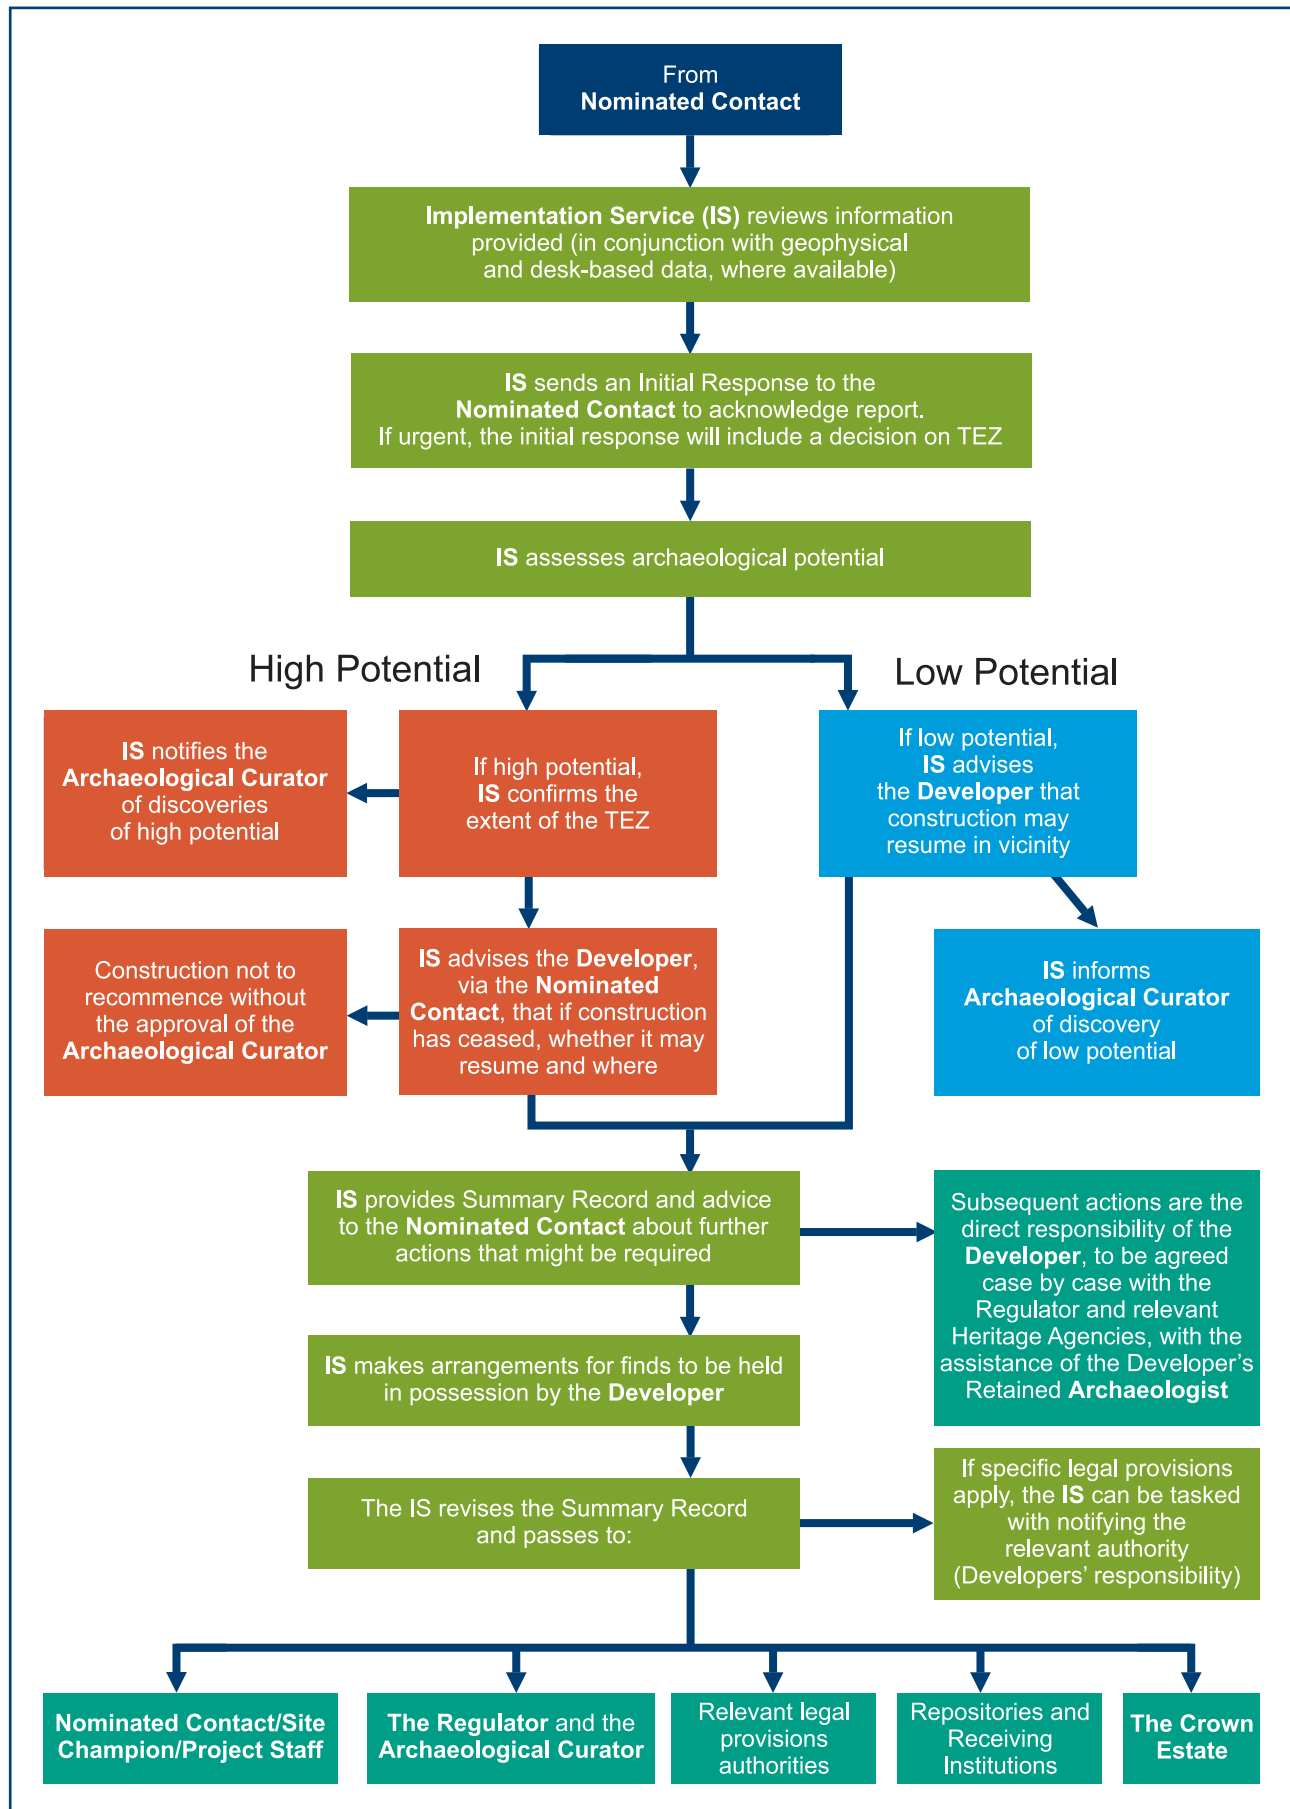 From
Nominated Contact
Implementation Service (IS) reviews information
provided (in conjunction with geophysical
and desk-based data, where available)
IS sends an Initial Response to the
Nominated Contact to acknowledge report.
If urgent, the initial response will include a decision on TEZ
IS assesses archaeological potential
High Potential
Low Potential
IS notifies the
Archaeological Curator
of discoveries
of high potential
If high potential,
IS confirms the
extent of the TEZ
If low potential,
IS advises
the Developer that
construction may
resume in vicinity
Construction not to
recommence without
the approval of the
Archaeological Curator
IS advises the Developer,
via the Nominated
Contact, that if construction
has ceased, whether it may
resume and where
IS informs
Archaeological Curator
of discovery
of low potential
IS provides Summary Record and advice
to the Nominated Contact about further
actions that might be required
Subsequent actions are the
direct responsibility of the
Developer, to be agreed
case by case with the
Regulator and relevant
Heritage Agencies, with the
assistance of the Developer’s
Retained Archaeologist
IS makes arrangements for finds to be held
in possession by the Developer
The IS revises the Summary Record
and passes to:
If specific legal provisions
apply, the IS can be tasked
with notifying the
relevant authority
(Developers’ responsibility)
Nominated Contact/Site
Champion/Project Staff
The Regulator and the
Archaeological Curator
Relevant legal
provisions
authorities
Repositories and
Receiving
Institutions
The Crown
Estate